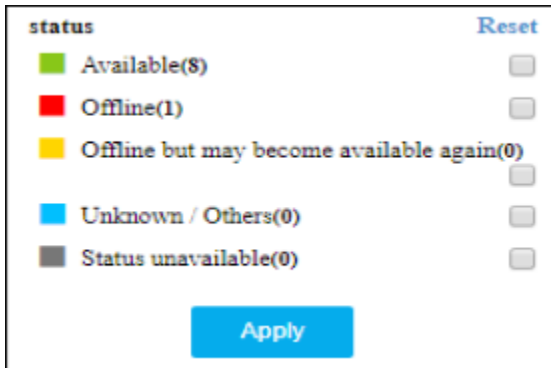 status Reset
Available(8)
Offline(1)
Offline but may become available again(0)
Unknown / Others(0)
Status unavailable(0)
Apply